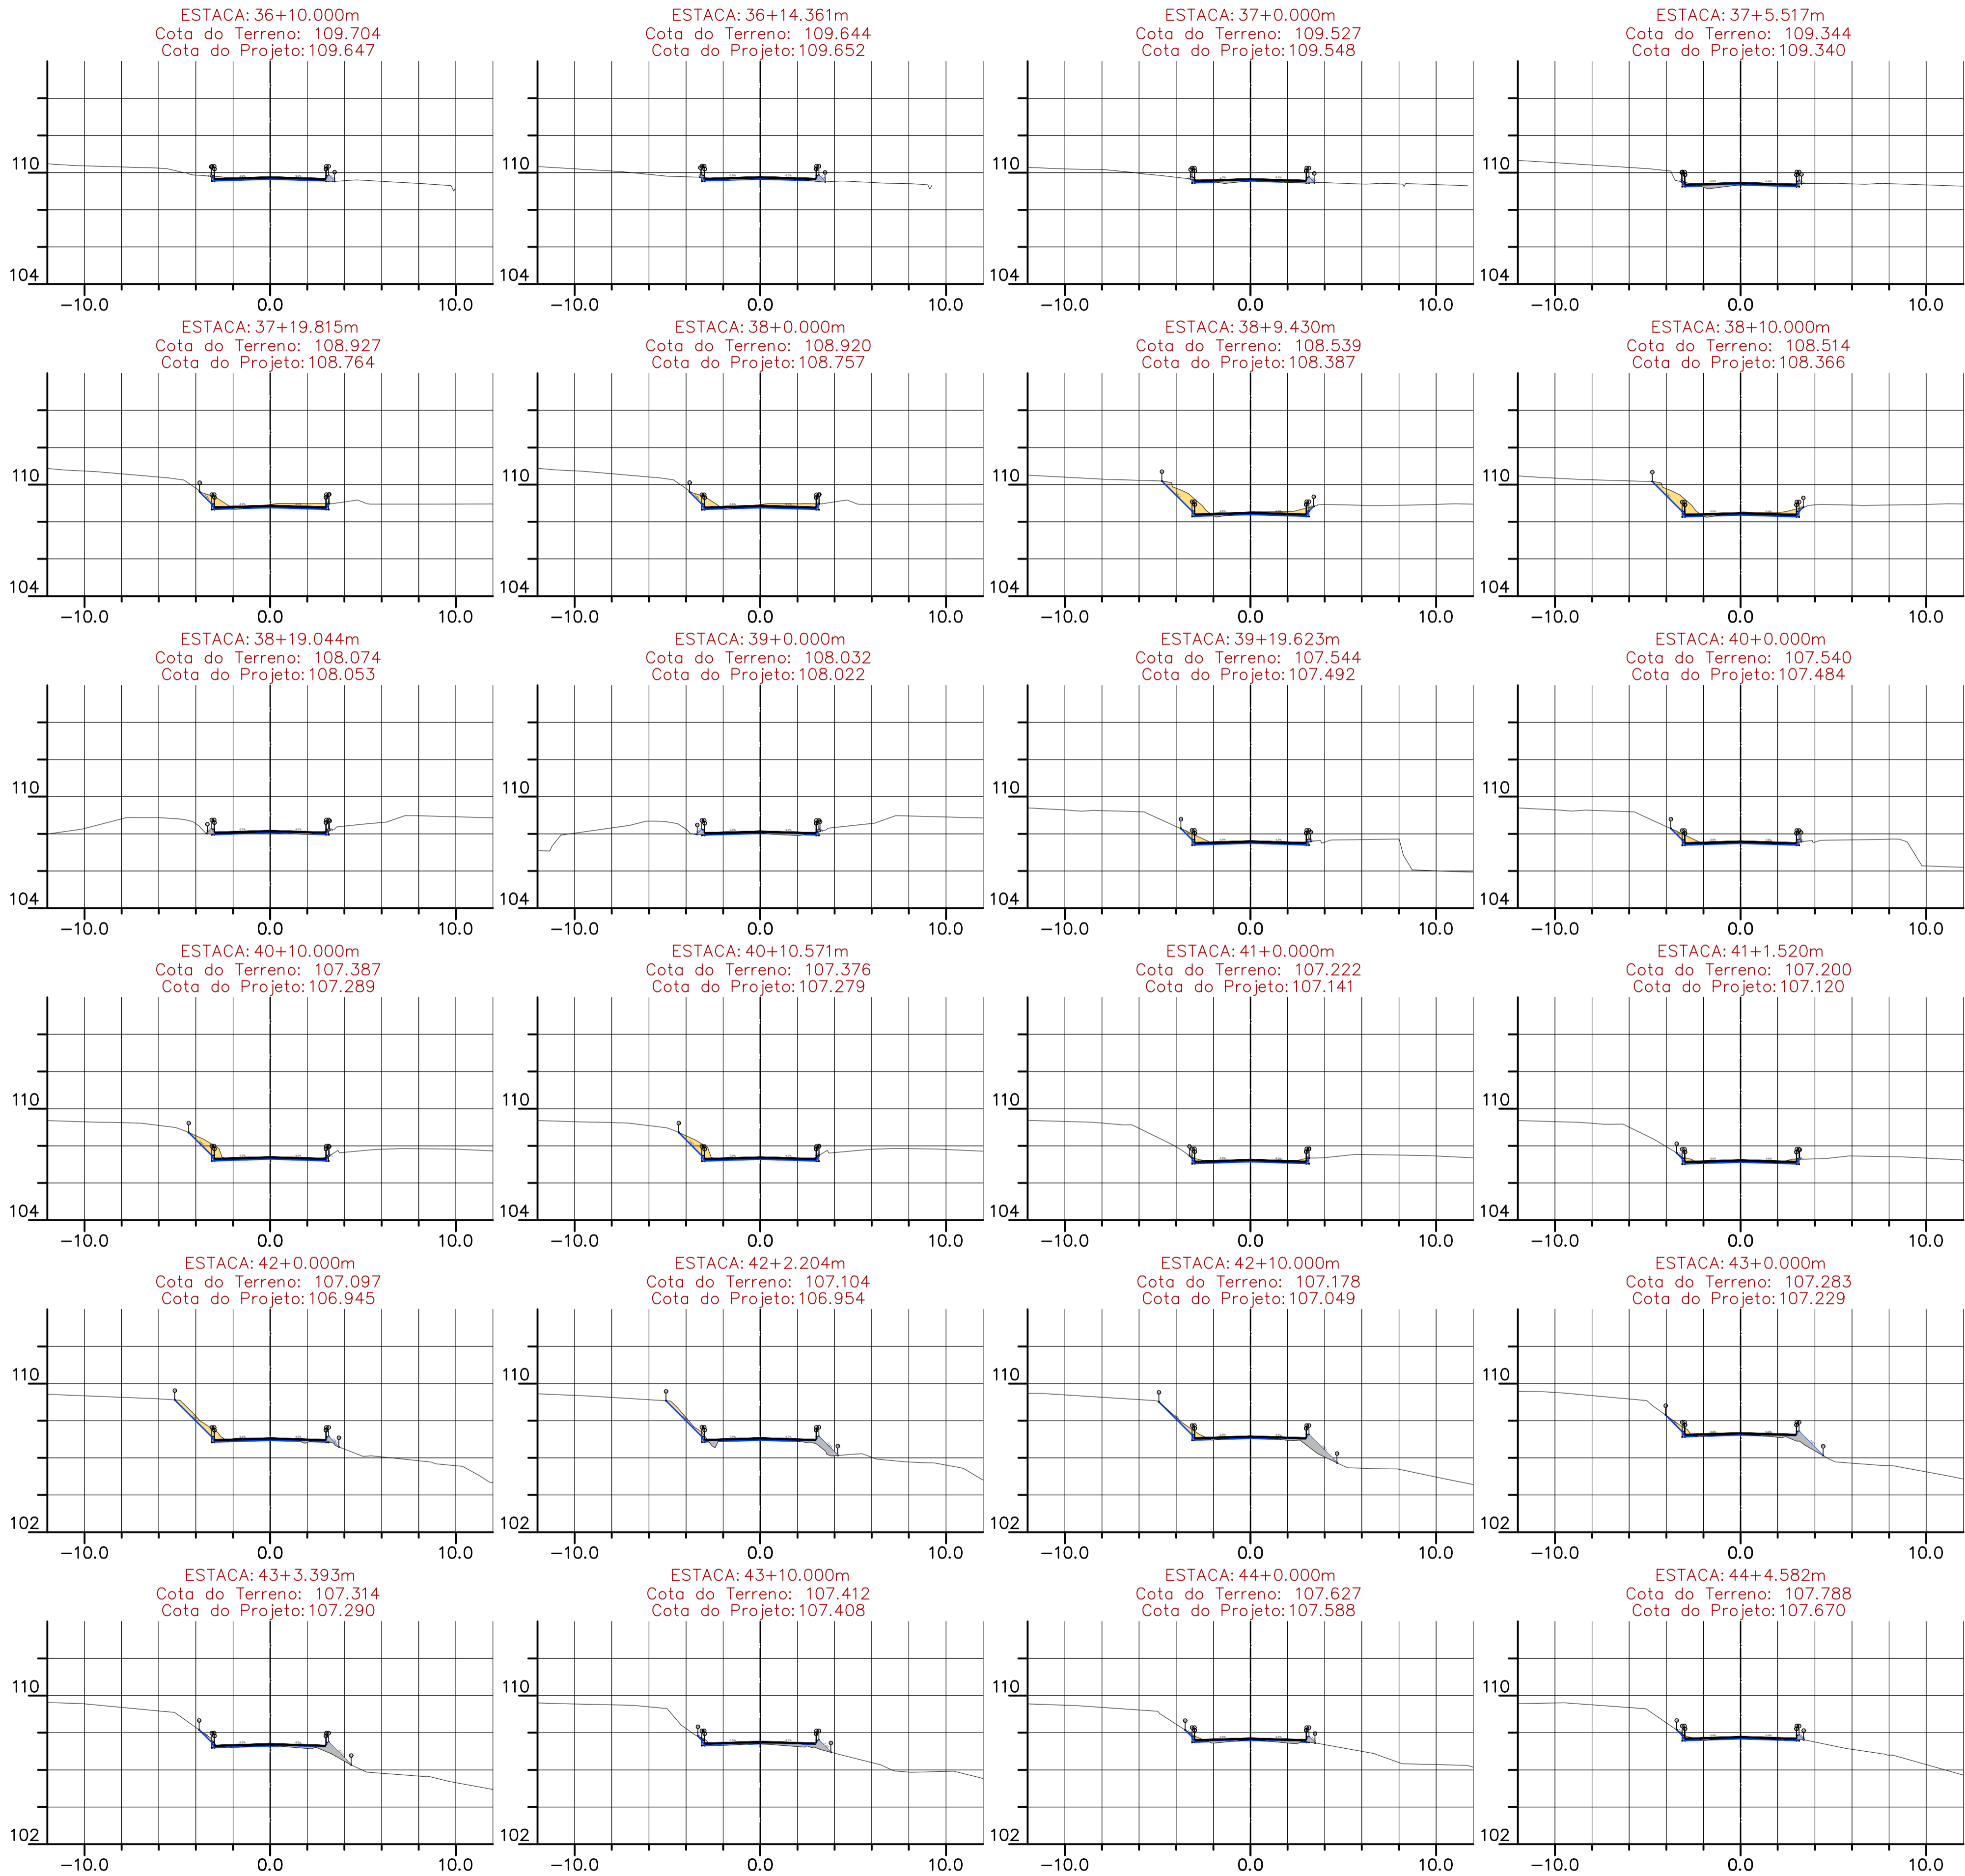 ESTACA: 36+10.000m
Cota do Terreno: 109.704
Cota do Projeto: 109.647
110
104
-10.0 0.0 10.0
ESTACA: 36+14.361m
Cota do Terreno: 109.644
Cota do Projeto: 109.652
110
104
-10.0 0.0 10.0
ESTACA: 37+0.000m
Cota do Terreno: 109.527
Cota do Projeto: 109.548
110
104
-10.0 0.0 10.0
ESTACA: 37+5.517m
Cota do Terreno: 109.344
Cota do Projeto: 109.340
110
104
-10.0 0.0 10.0
ESTACA: 37+19.815m
Cota do Terreno: 108.927
Cota do Projeto: 108.764
110
104
-10.0 0.0 10.0
ESTACA: 38+0.000m
Cota do Terreno: 108.920
Cota do Projeto: 108.757
110
104
-10.0 0.0 10.0
ESTACA: 38+9.430m
Cota do Terreno: 108.539
Cota do Projeto: 108.387
110
104
-10.0 0.0 10.0
ESTACA: 38+10.000m
Cota do Terreno: 108.514
Cota do Projeto: 108.366
110
104
-10.0 0.0 10.0
ESTACA: 38+19.044m
Cota do Terreno: 108.074
Cota do Projeto: 108.053
110
104
-10.0 0.0 10.0
ESTACA: 39+0.000m
Cota do Terreno: 108.032
Cota do Projeto: 108.022
110
104
-10.0 0.0 10.0
ESTACA: 39+19.623m
Cota do Terreno: 107.544
Cota do Projeto: 107.492
110
104
-10.0 0.0 10.0
ESTACA: 40+0.000m
Cota do Terreno: 107.540
Cota do Projeto: 107.484
110
104
-10.0 0.0 10.0
ESTACA: 40+10.000m
Cota do Terreno: 107.387
Cota do Projeto: 107.289
110
104
-10.0 0.0 10.0
ESTACA: 40+10.571m
Cota do Terreno: 107.376
Cota do Projeto: 107.279
110
104
-10.0 0.0 10.0
ESTACA: 41+0.000m
Cota do Terreno: 107.222
Cota do Projeto: 107.141
110
104
-10.0 0.0 10.0
ESTACA: 41+1.520m
Cota do Terreno: 107.200
Cota do Projeto: 107.120
110
104
-10.0 0.0 10.0
ESTACA: 42+0.000m
Cota do Terreno: 107.097
Cota do Projeto: 106.945
110
102
-10.0 0.0 10.0
ESTACA: 42+2.204m
Cota do Terreno: 107.104
Cota do Projeto: 106.954
110
102
-10.0 0.0 10.0
ESTACA: 42+10.000m
Cota do Terreno: 107.178
Cota do Projeto: 107.049
110
102
-10.0 0.0 10.0
ESTACA: 43+0.000m
Cota do Terreno: 107.283
Cota do Projeto: 107.229
110
102
-10.0 0.0 10.0
ESTACA: 43+3.393m
Cota do Terreno: 107.314
Cota do Projeto: 107.290
110
102
-10.0 0.0 10.0
ESTACA: 43+10.000m
Cota do Terreno: 107.412
Cota do Projeto: 107.408
110
102
-10.0 0.0 10.0
ESTACA: 44+0.000m
Cota do Terreno: 107.627
Cota do Projeto: 107.588
110
102
-10.0 0.0 10.0
ESTACA: 44+4.582m
Cota do Terreno: 107.788
Cota do Projeto: 107.670
110
102
-10.0 0.0 10.0